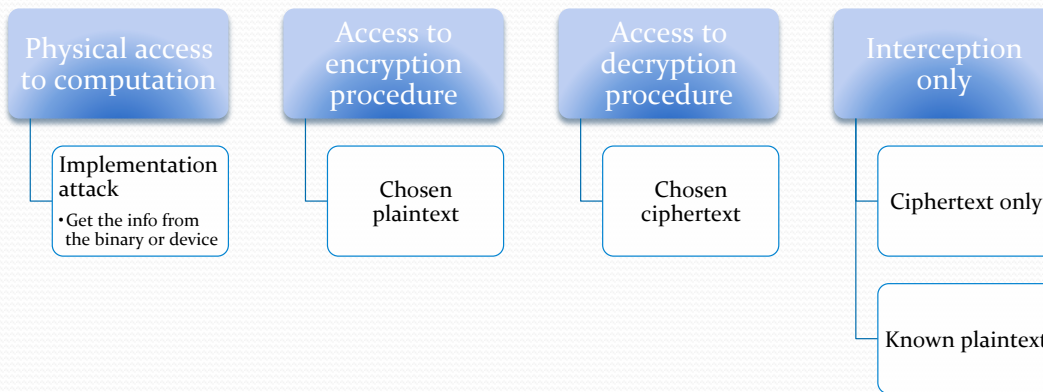 Physical access
to computation
Implementation
attack
•Get the info from
the binary or device
Access to
encryption
procedure
Chosen
plaintext
Access to
decryption
procedure
Chosen
ciphertext
Interception
only
Ciphertext only
Known plaintext